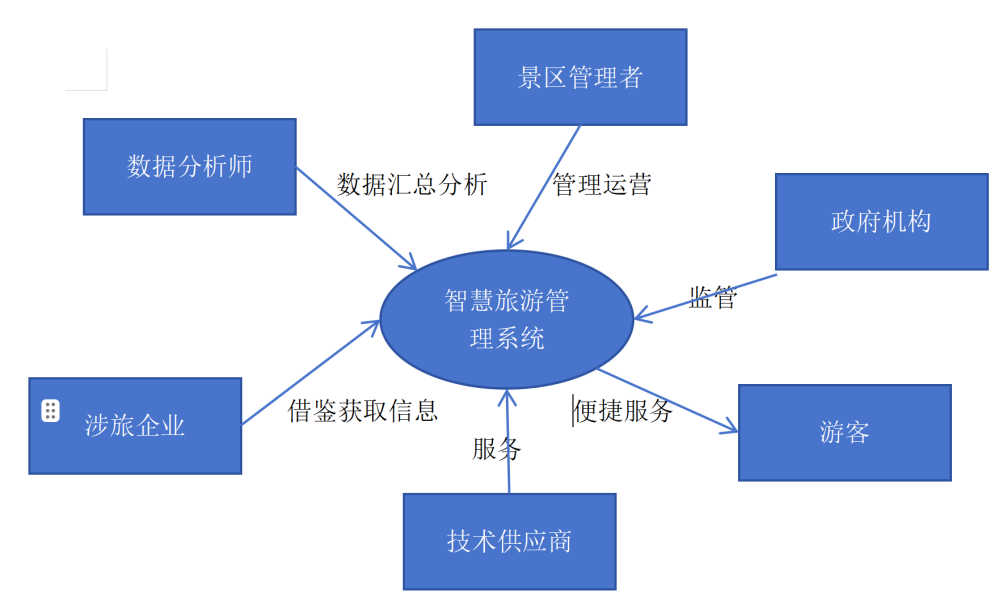 景区管理者
数据分析师
数据汇总分析
管理运营
政府机构
智慧旅游管
理系统
监管
涉旅企业
借鉴获取信息
便捷服务
游客
服务
技术供应商